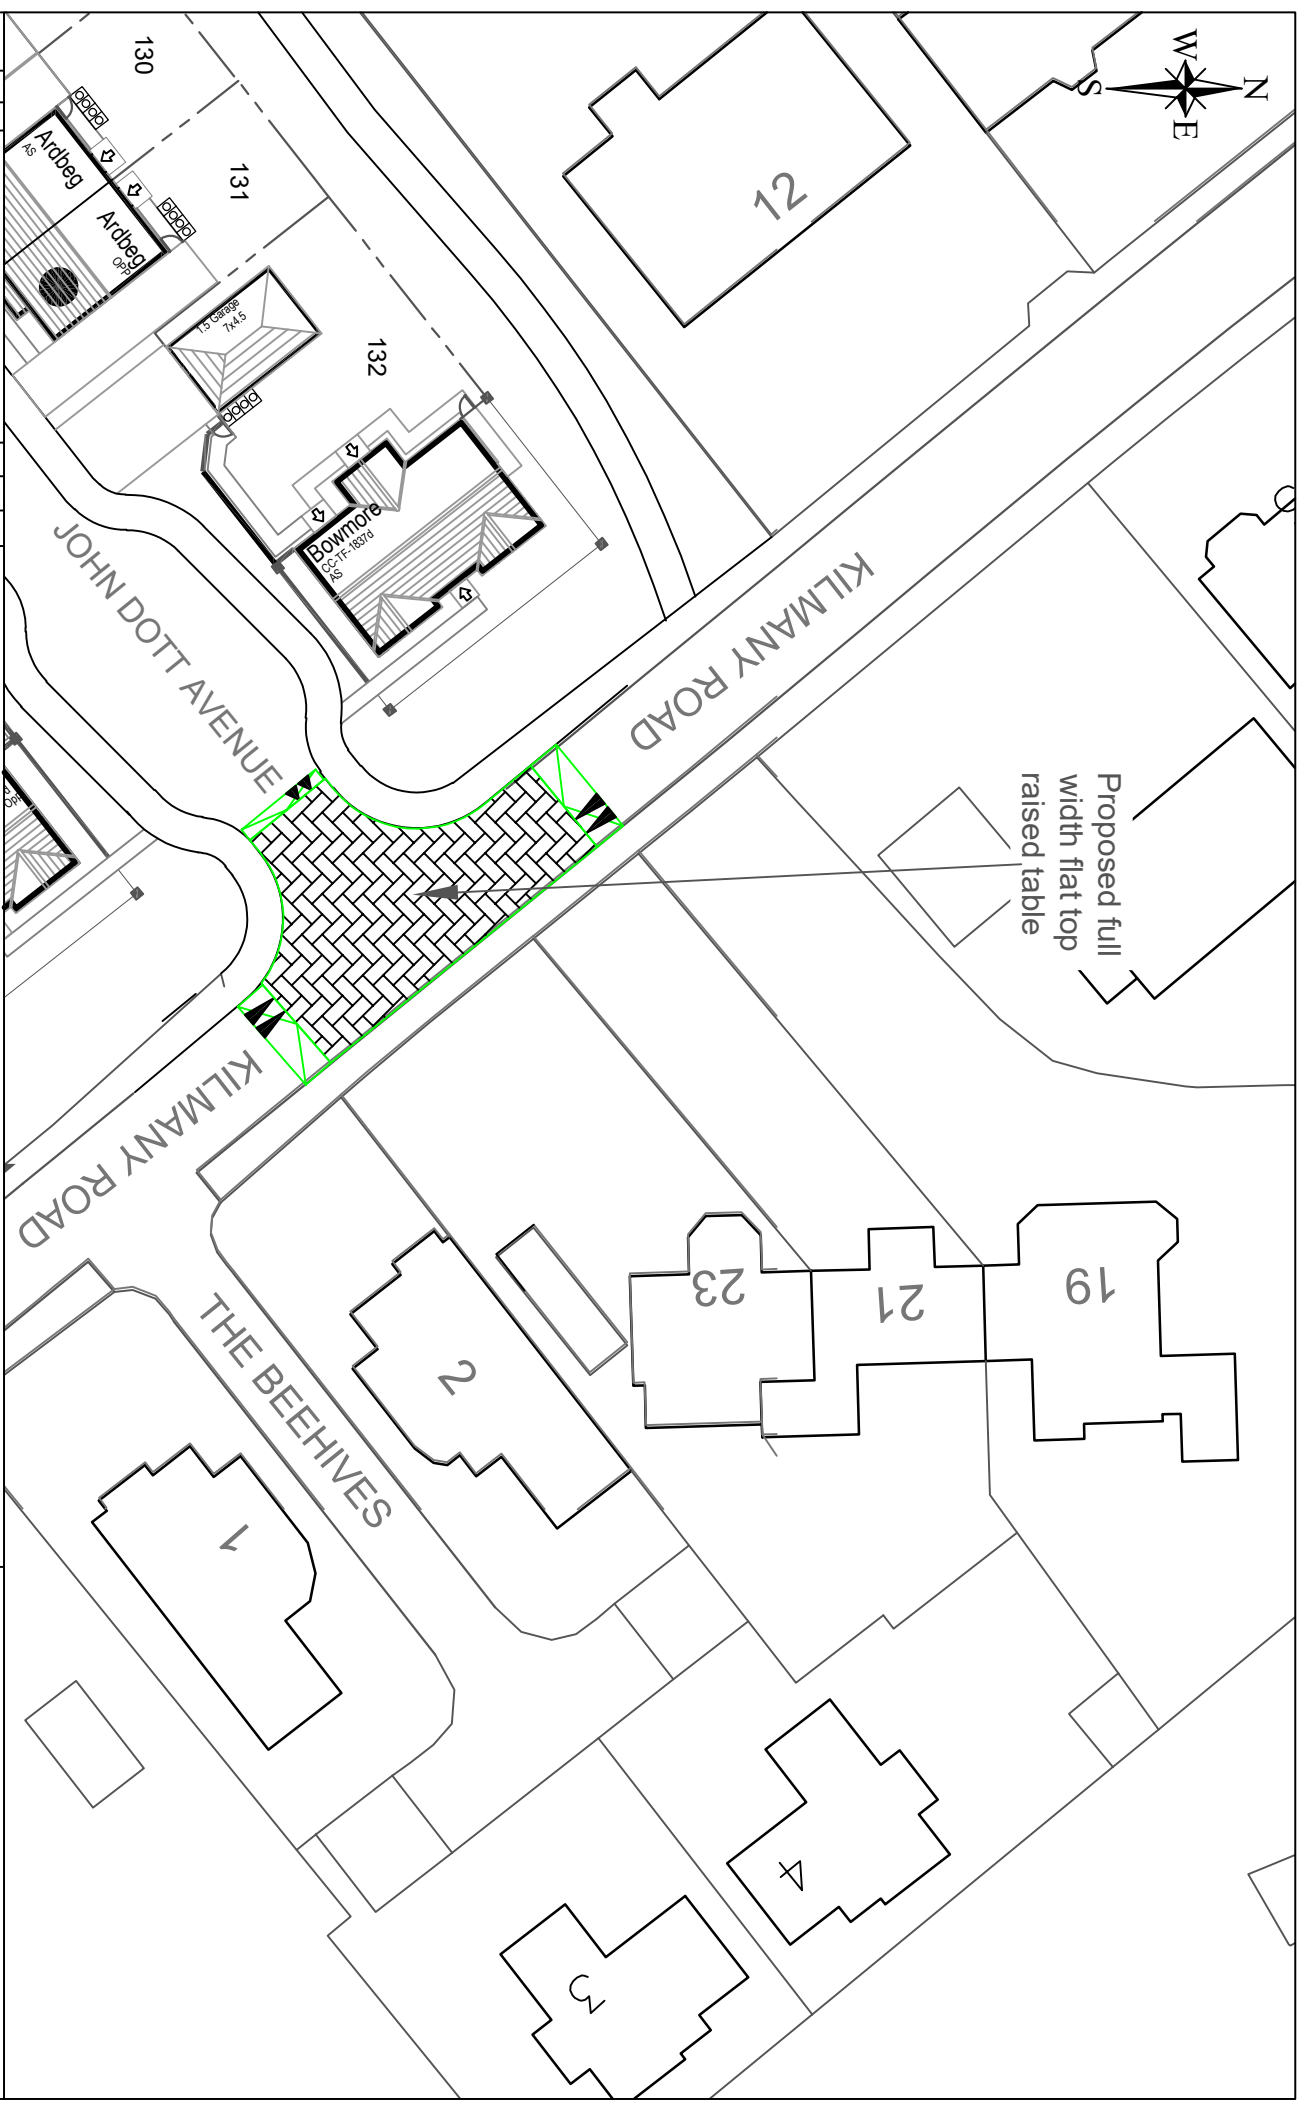 N
W
E
S
130
131
132
Ardbeg
AS
Ardbeg
OPP
1.5 Garage
7x4.5
Bowmore
CC-TF-1837d
AS
12
KILMANY ROAD
JOHN DOTT AVENUE
Proposed full
width flat top
raised table
KILMANY ROAD
THE BEEHIVES
19
21
23
2
1
4
3